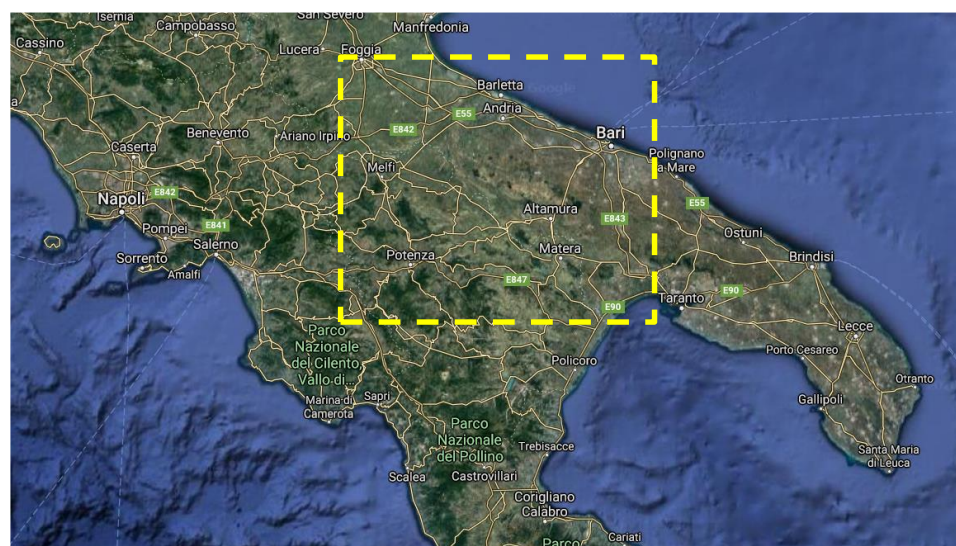 Isernia
San Severo
Campobasso
Manfredonia
Cassino
Lucera
Foggia
Google
Barletta
Andria
E55
E842
Benevento
Ariano Irpino
Bari
Caserta
Polignano
a Mare
Melfi
E842
Napoli
E841
Altamura
E843
E55
Pompei
Salerno
Ostuni
Sorrento
Matera
Potenza
Brindisi
Amalfi
E847
E90
E90
Taranto
Parco
Nazionale
del Cilento,
Vallo di...
Lecce
Porto Cesareo
Policoro
Otranto
Marina di
Camerota
Sapri
Gallipoli
Parco
Nazionale
del Pollino
Trebisacce
Santa Maria
di Leuca
Scalea
Castrovillari
Corigliano
Calabro
Cariati
Parco